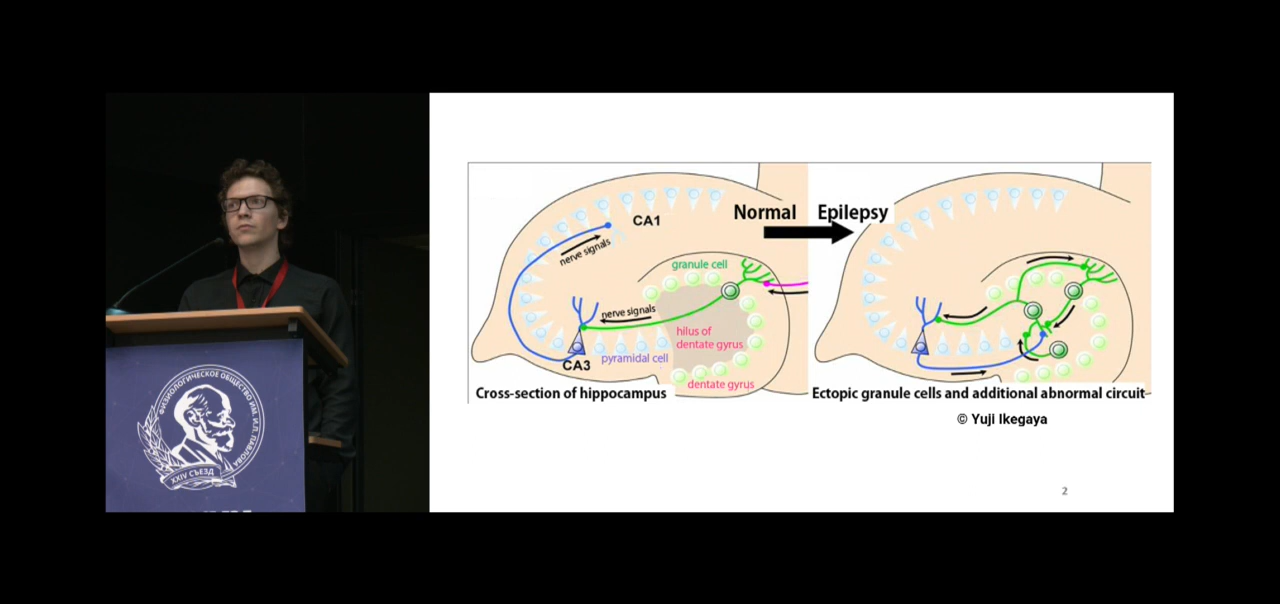 CA1
Normal
Epilepsy
nerve signals
granule cell
nerve signals
hilus of
dentate gyrus
pyramidal cell
CA3
dentate gyrus
Cross-section of hippocampus
Ectopic granule cells and additional abnormal circuit
© Yuji Ikegaya
2
ФИЗИОЛОГИЧЕСКОЕ ОБЩЕСТВО ИМ. И.П. ПАВЛОВА
XXIV СЪЕЗД